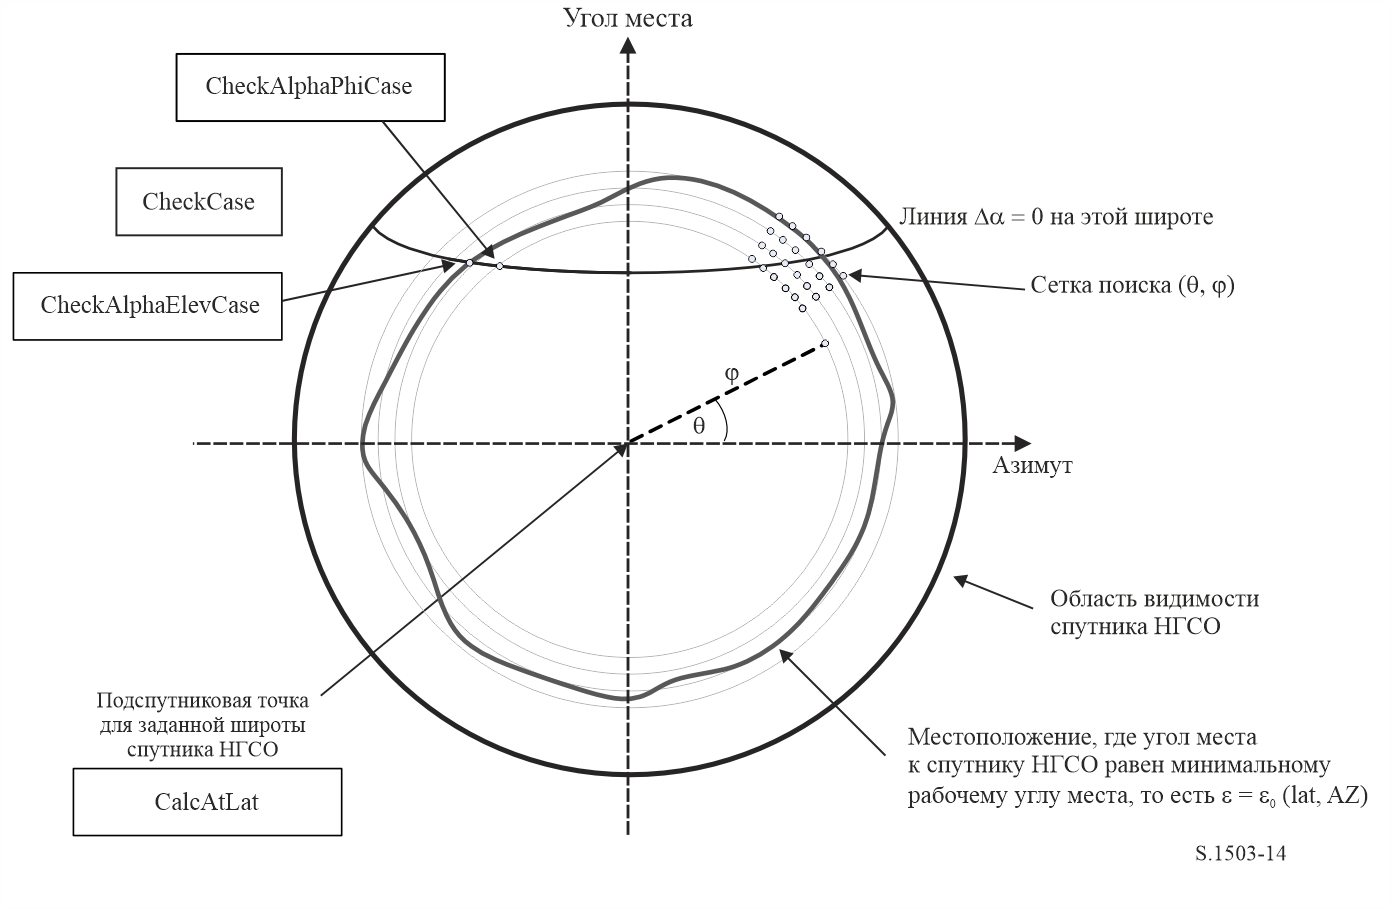 Угол места
CheckAlphaPhiCase
CheckCase
Линия Δα = 0 на этой широте
CheckAlphaElevCase
Сетка поиска (θ, φ)
φ
θ
Азимут
Область видимости
спутника НГСО
Подспутниковая точка
для заданной широты
спутника НГСО
CalcAtLat
Местоположение, где угол места
к спутнику НГСО равен минимальному
рабочему углу места, то есть ε = ε₀ (lat, AZ)
S.1503-14